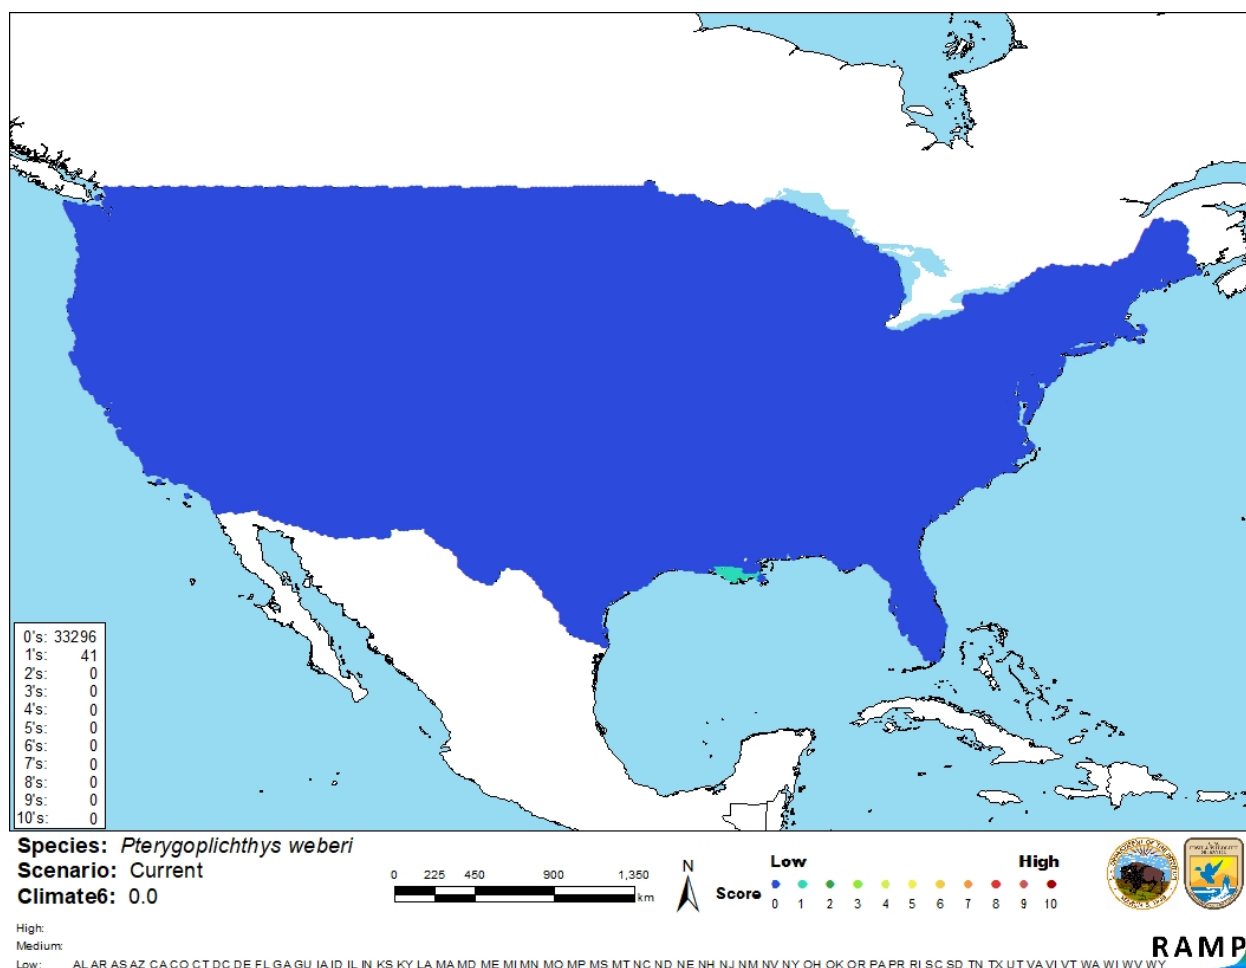 0's: 33296
1's: 41
2's: 0
3's: 0
4's: 0
5's: 0
6's: 0
7's: 0
8's: 0
9's: 0
10's: 0
Species: Pterygoplichthys weberi
Scenario: Current
Climate6: 0.0
0 225 450 900 1,350
km
N
Low High
Score
0 1 2 3 4 5 6 7 8 9 10
High:
Medium:
Low: AL AR AS AZ CA CO CT DC DE FL GA GU IA ID IL IN KS KY LA MA MD ME MI MN MO MP MS MT NC ND NE NH NJ NM NV NY OH OK OR PA PR RI SC SD TN TX UT VA VI VT WA WI WV WY
RAMP